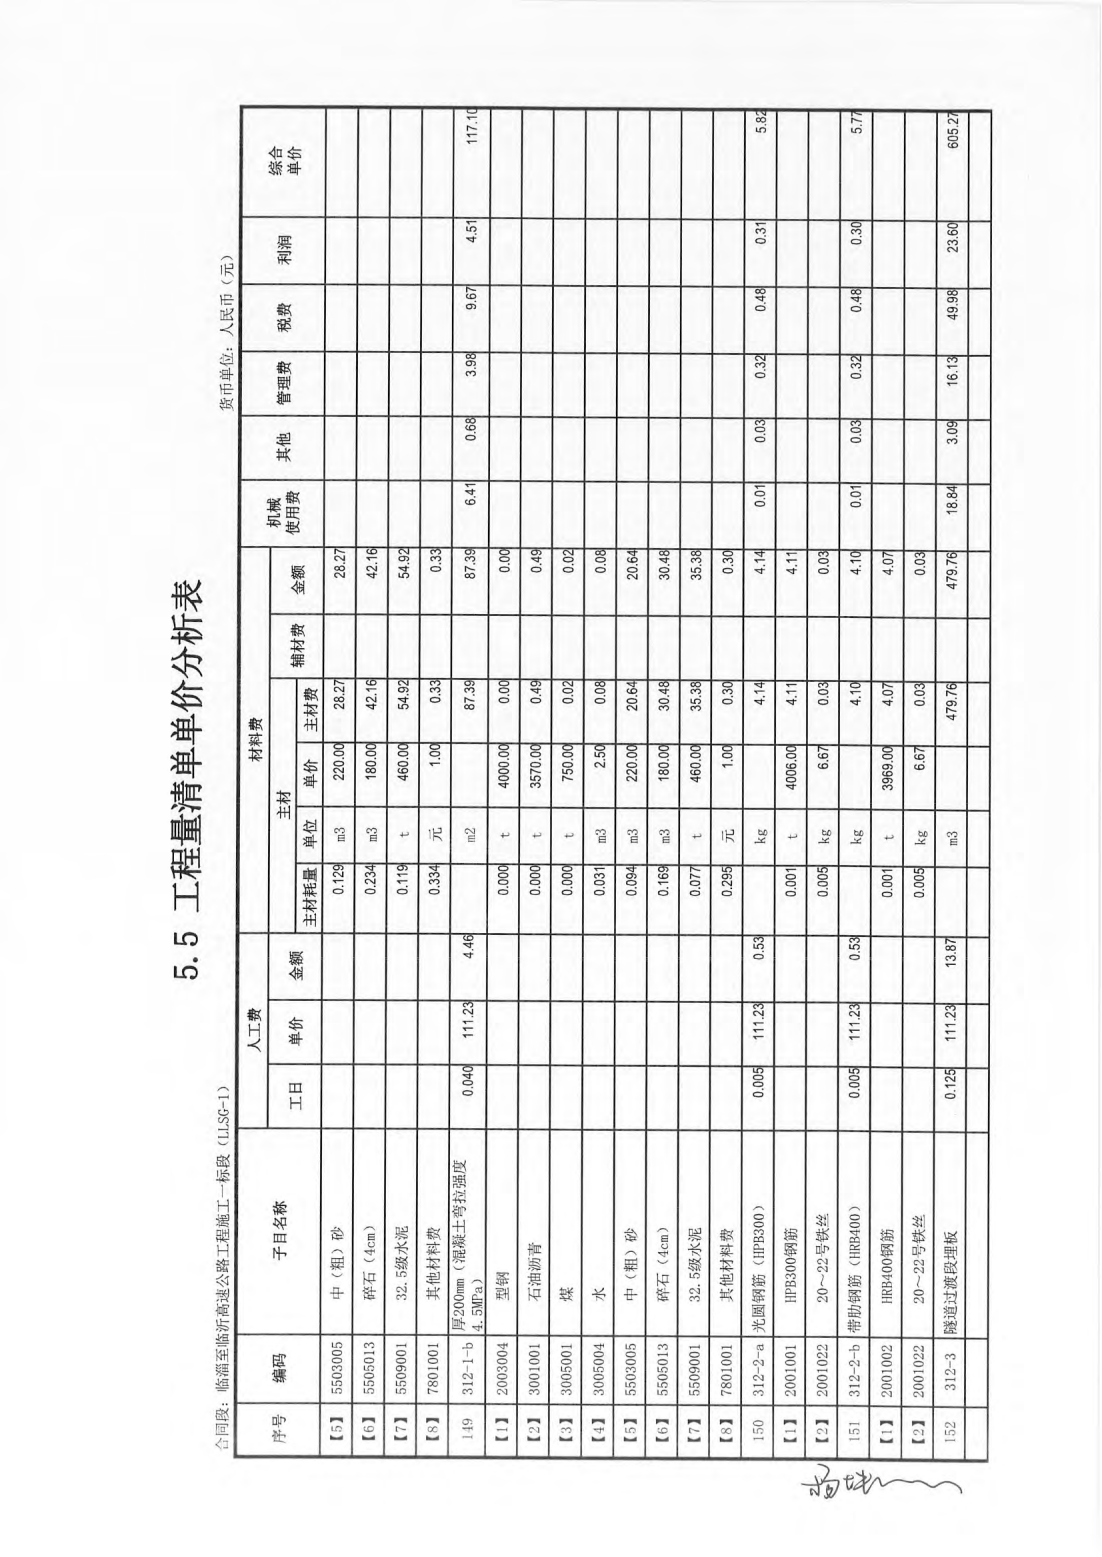 5.5 工程量清单单价分析表
合同段：临淄至临沂高速公路工程施工一标段（LLSG-1） 货币单位：人民币（元）
序号 编码 子目名称 人工费 材料费 机械使用费 其他 管理费 税费 利润 综合单价
工日 单价 金额 主材 辅材费 金额
主材耗量 单位 单价 主材费
【5】 5503005 中（粗）砂 0.129 m3 220.00 28.27 28.27
【6】 5505013 碎石（4cm） 0.234 m3 180.00 42.16 42.16
【7】 5509001 32.5级水泥 0.119 t 460.00 54.92 54.92
【8】 7801001 其他材料费 0.334 元 1.00 0.33 0.33
149 312-1-b 厚200mm（混凝土弯拉强度4.5MPa） 0.040 111.23 4.46 m2 87.39 87.39 6.41 0.68 3.98 9.67 4.51 117.10
【1】 2003004 型钢 0.000 t 4000.00 0.00 0.00
【2】 3001001 石油沥青 0.000 t 3570.00 0.49 0.49
【3】 3005001 煤 0.000 t 750.00 0.02 0.02
【4】 3005004 水 0.031 m3 2.50 0.08 0.08
【5】 5503005 中（粗）砂 0.094 m3 220.00 20.64 20.64
【6】 5505013 碎石（4cm） 0.169 m3 180.00 30.48 30.48
【7】 5509001 32.5级水泥 0.077 t 460.00 35.38 35.38
【8】 7801001 其他材料费 0.295 元 1.00 0.30 0.30
150 312-2-a 光圆钢筋（HPB300） 0.005 111.23 0.53 kg 4.14 4.14 0.01 0.03 0.32 0.48 0.31 5.82
【1】 2001001 HPB300钢筋 0.001 t 4006.00 4.11 4.11
【2】 2001022 20～22号铁丝 0.005 kg 6.67 0.03 0.03
151 312-2-b 带肋钢筋（HRB400） 0.005 111.23 0.53 kg 4.10 4.10 0.01 0.03 0.32 0.48 0.30 5.77
【1】 2001002 HRB400钢筋 0.001 t 3969.00 4.07 4.07
【2】 2001022 20～22号铁丝 0.005 kg 6.67 0.03 0.03
152 312-3 隧道过渡段埋板 0.125 111.23 13.87 m3 479.76 479.76 18.84 3.09 16.13 49.98 23.60 605.27